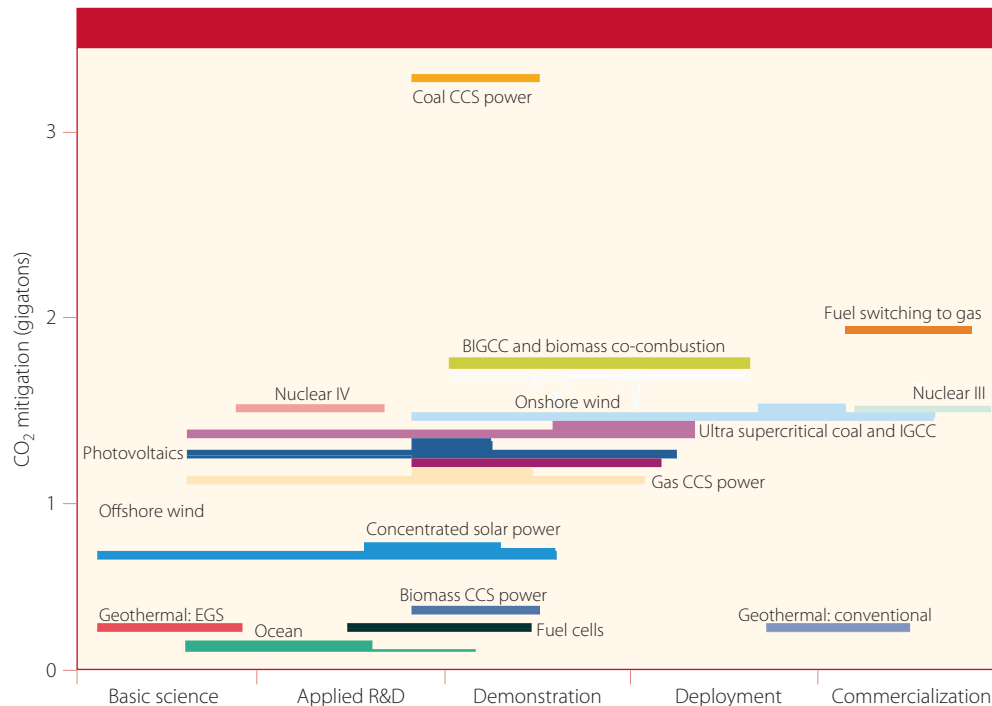 Coal CCS power
3
CO2 mitigation (gigatons)
2
Fuel switching to gas
BIGCC and biomass co-combustion
Nuclear IV
Nuclear III
Onshore wind
Ultra supercritical coal and IGCC
Photovoltaics
Gas CCS power
1
Offshore wind
Concentrated solar power
Biomass CCS power
Geothermal: EGS
Geothermal: conventional
Ocean
Fuel cells
0
Basic science
Applied R&D
Demonstration
Deployment
Commercialization